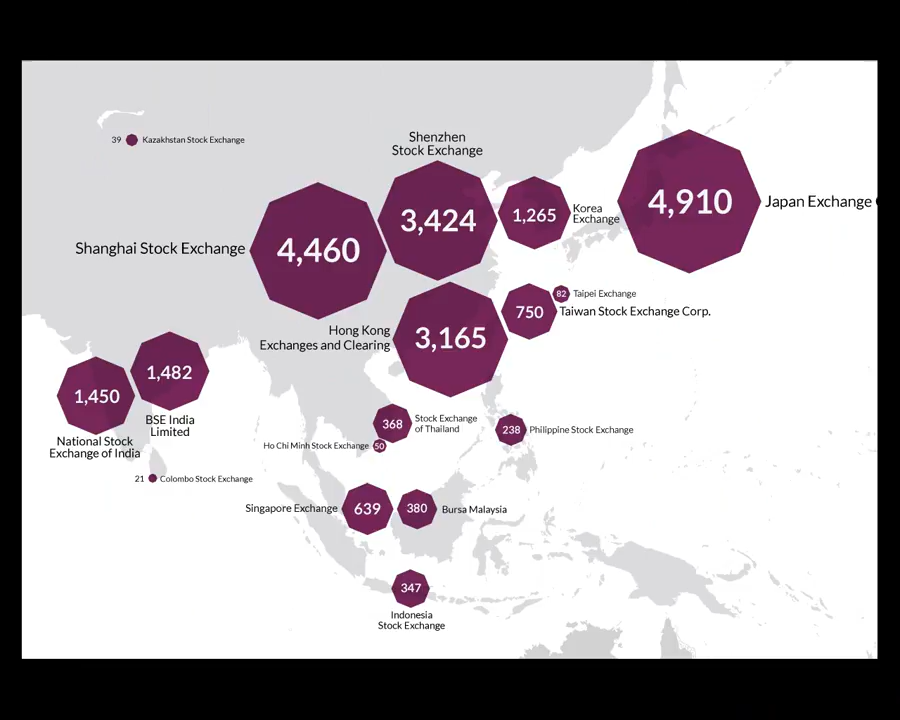 Shenzhen
Stock Exchange
39 Kazakhstan Stock Exchange
4,910
Japan Exchange
3,424
1,265
Korea
Exchange
Shanghai Stock Exchange
4,460
82 Taipei Exchange
750
Taiwan Stock Exchange Corp.
Hong Kong
Exchanges and Clearing
3,165
1,482
1,450
BSE India
Limited
National Stock
Exchange of India
368
Stock Exchange
of Thailand
238 Philippine Stock Exchange
Ho Chi Minh Stock Exchange 50
21 Colombo Stock Exchange
Singapore Exchange 639
380 Bursa Malaysia
347
Indonesia
Stock Exchange